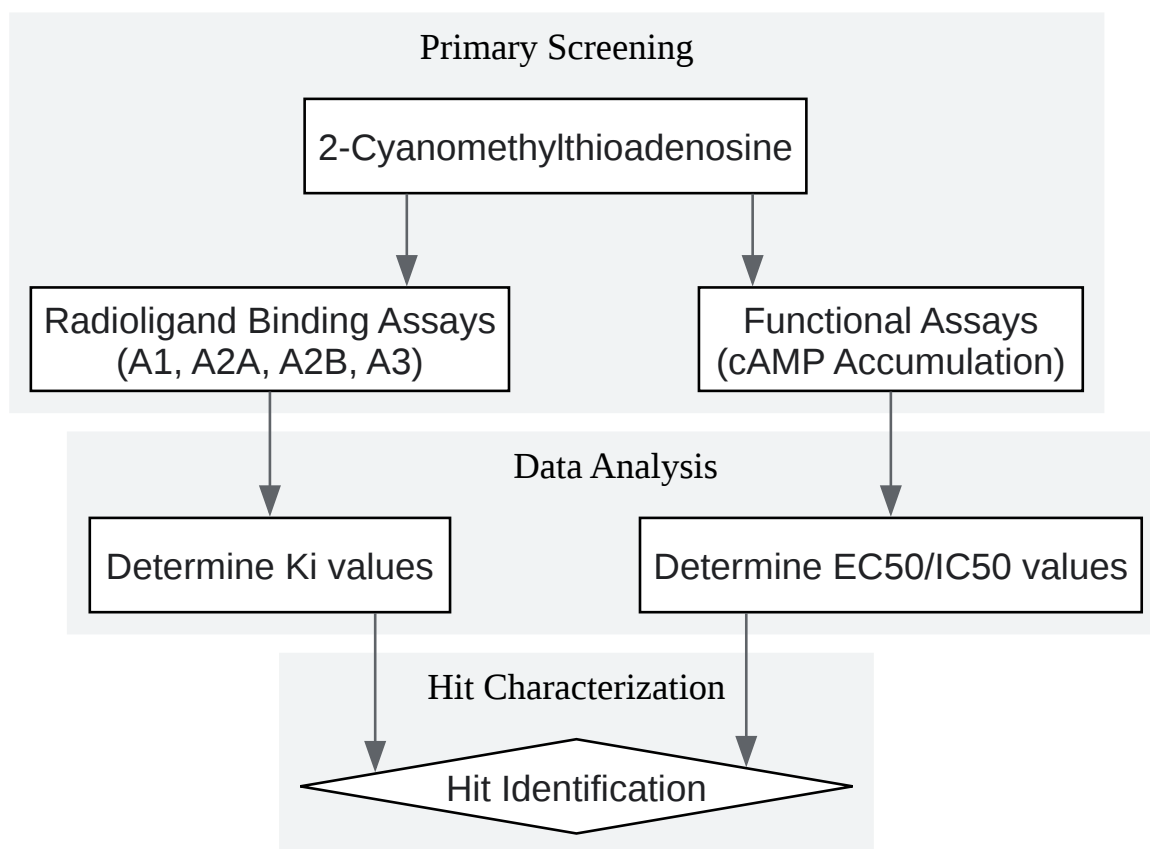 Primary Screening
2-Cyanomethylthioadenosine
Radioligand Binding Assays
(A1, A2A, A2B, A3)
Functional Assays
(cAMP Accumulation)
Data Analysis
Determine Ki values
Determine EC50/IC50 values
Hit Characterization
Hit Identification